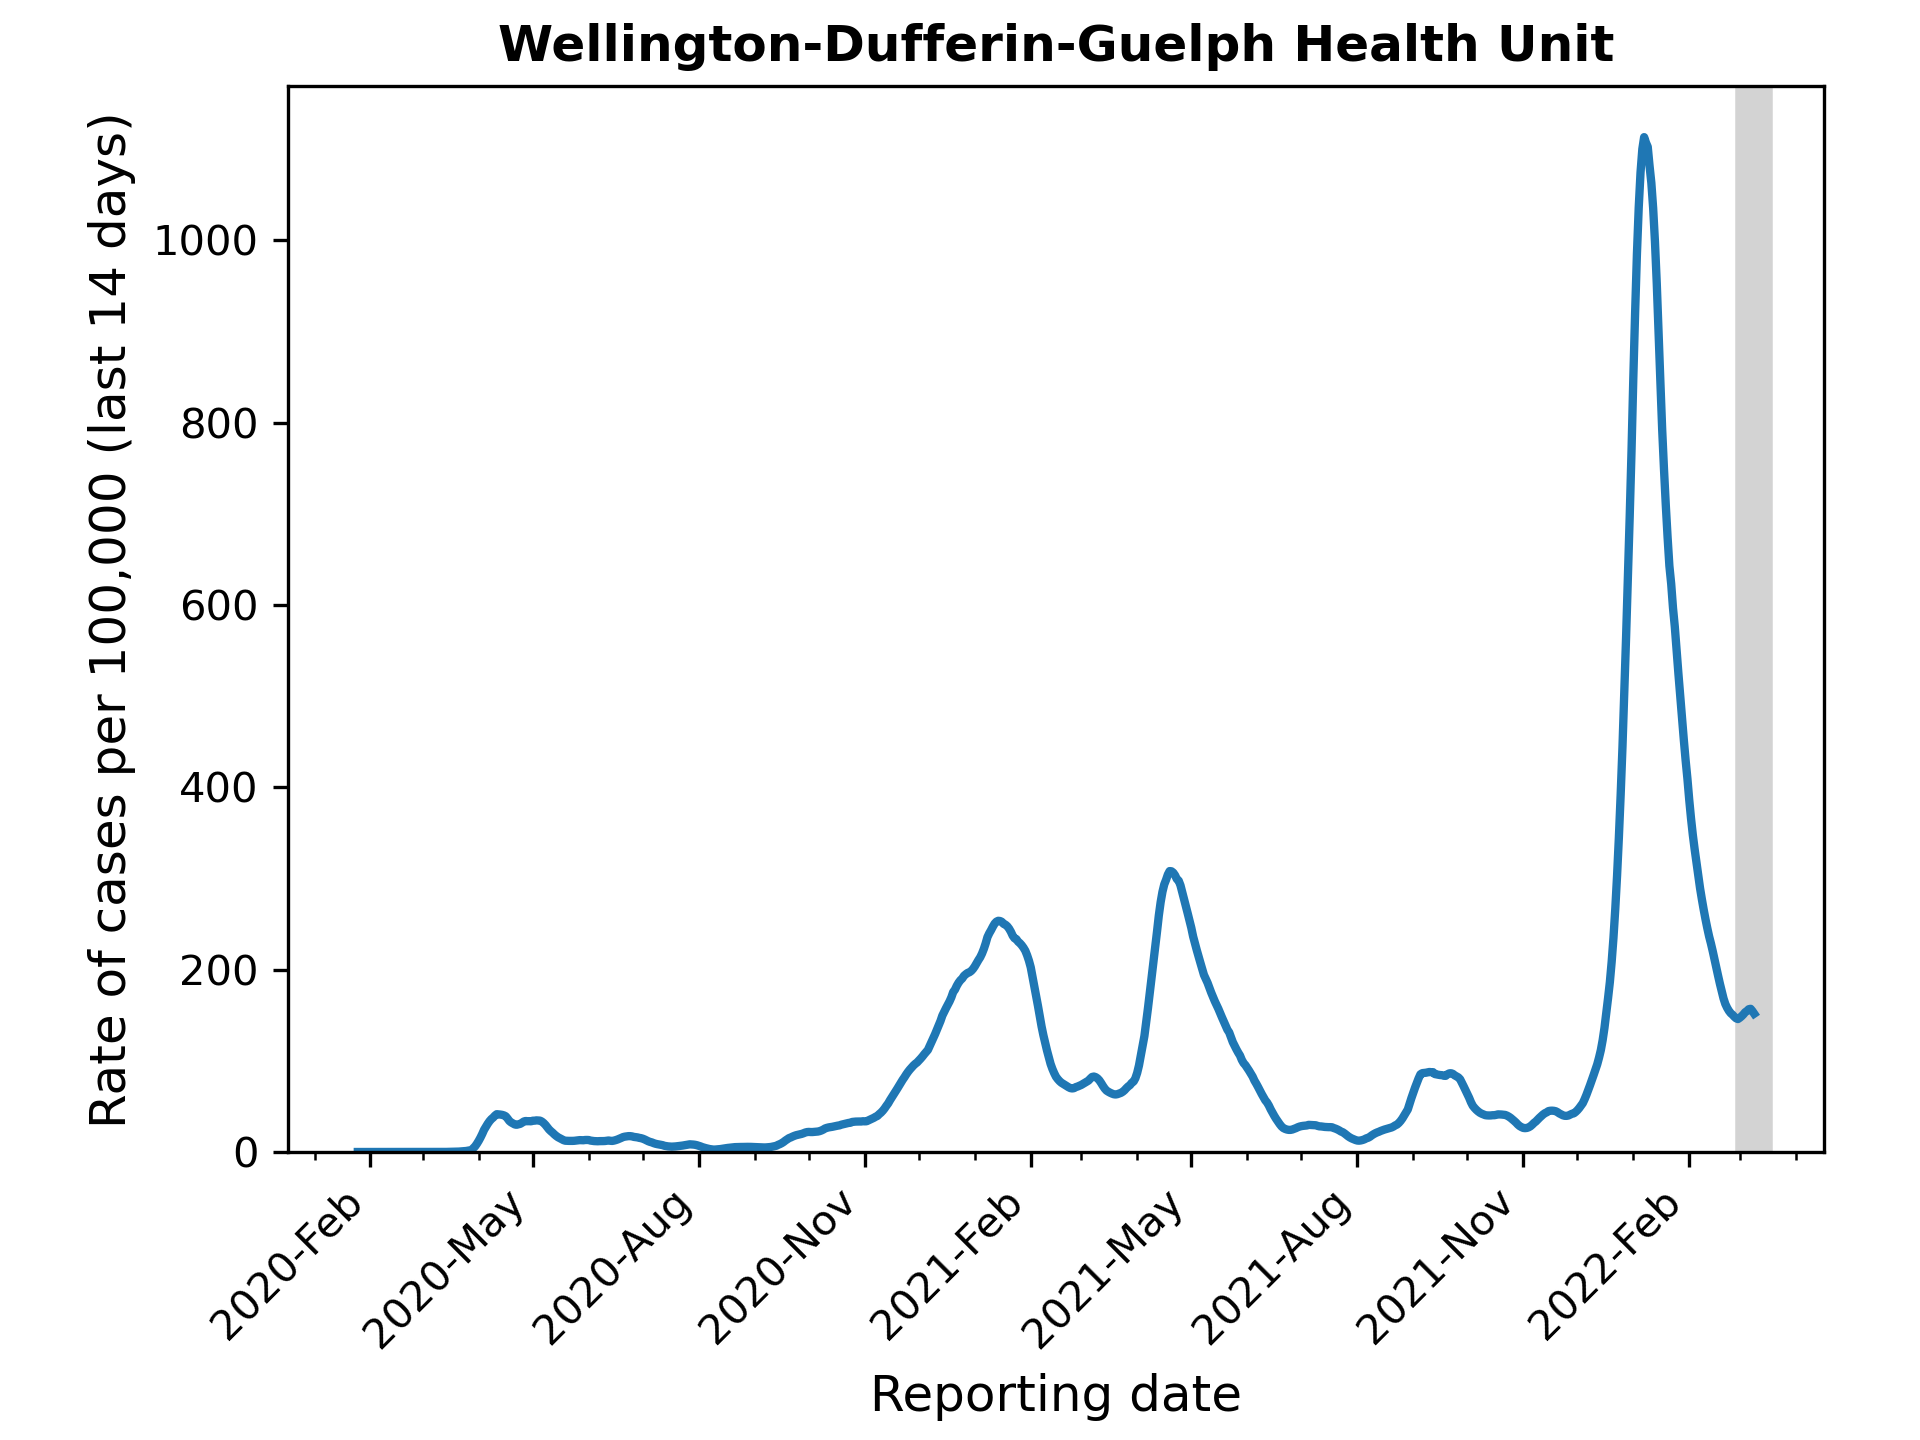 Wellington-Dufferin-Guelph Health Unit
Rate of cases per 100,000 (last 14 days)
1000
800
600
400
200
0
2020-Feb
2020-May
2020-Aug
2020-Nov
2021-Feb
2021-May
2021-Aug
2021-Nov
2022-Feb
Reporting date